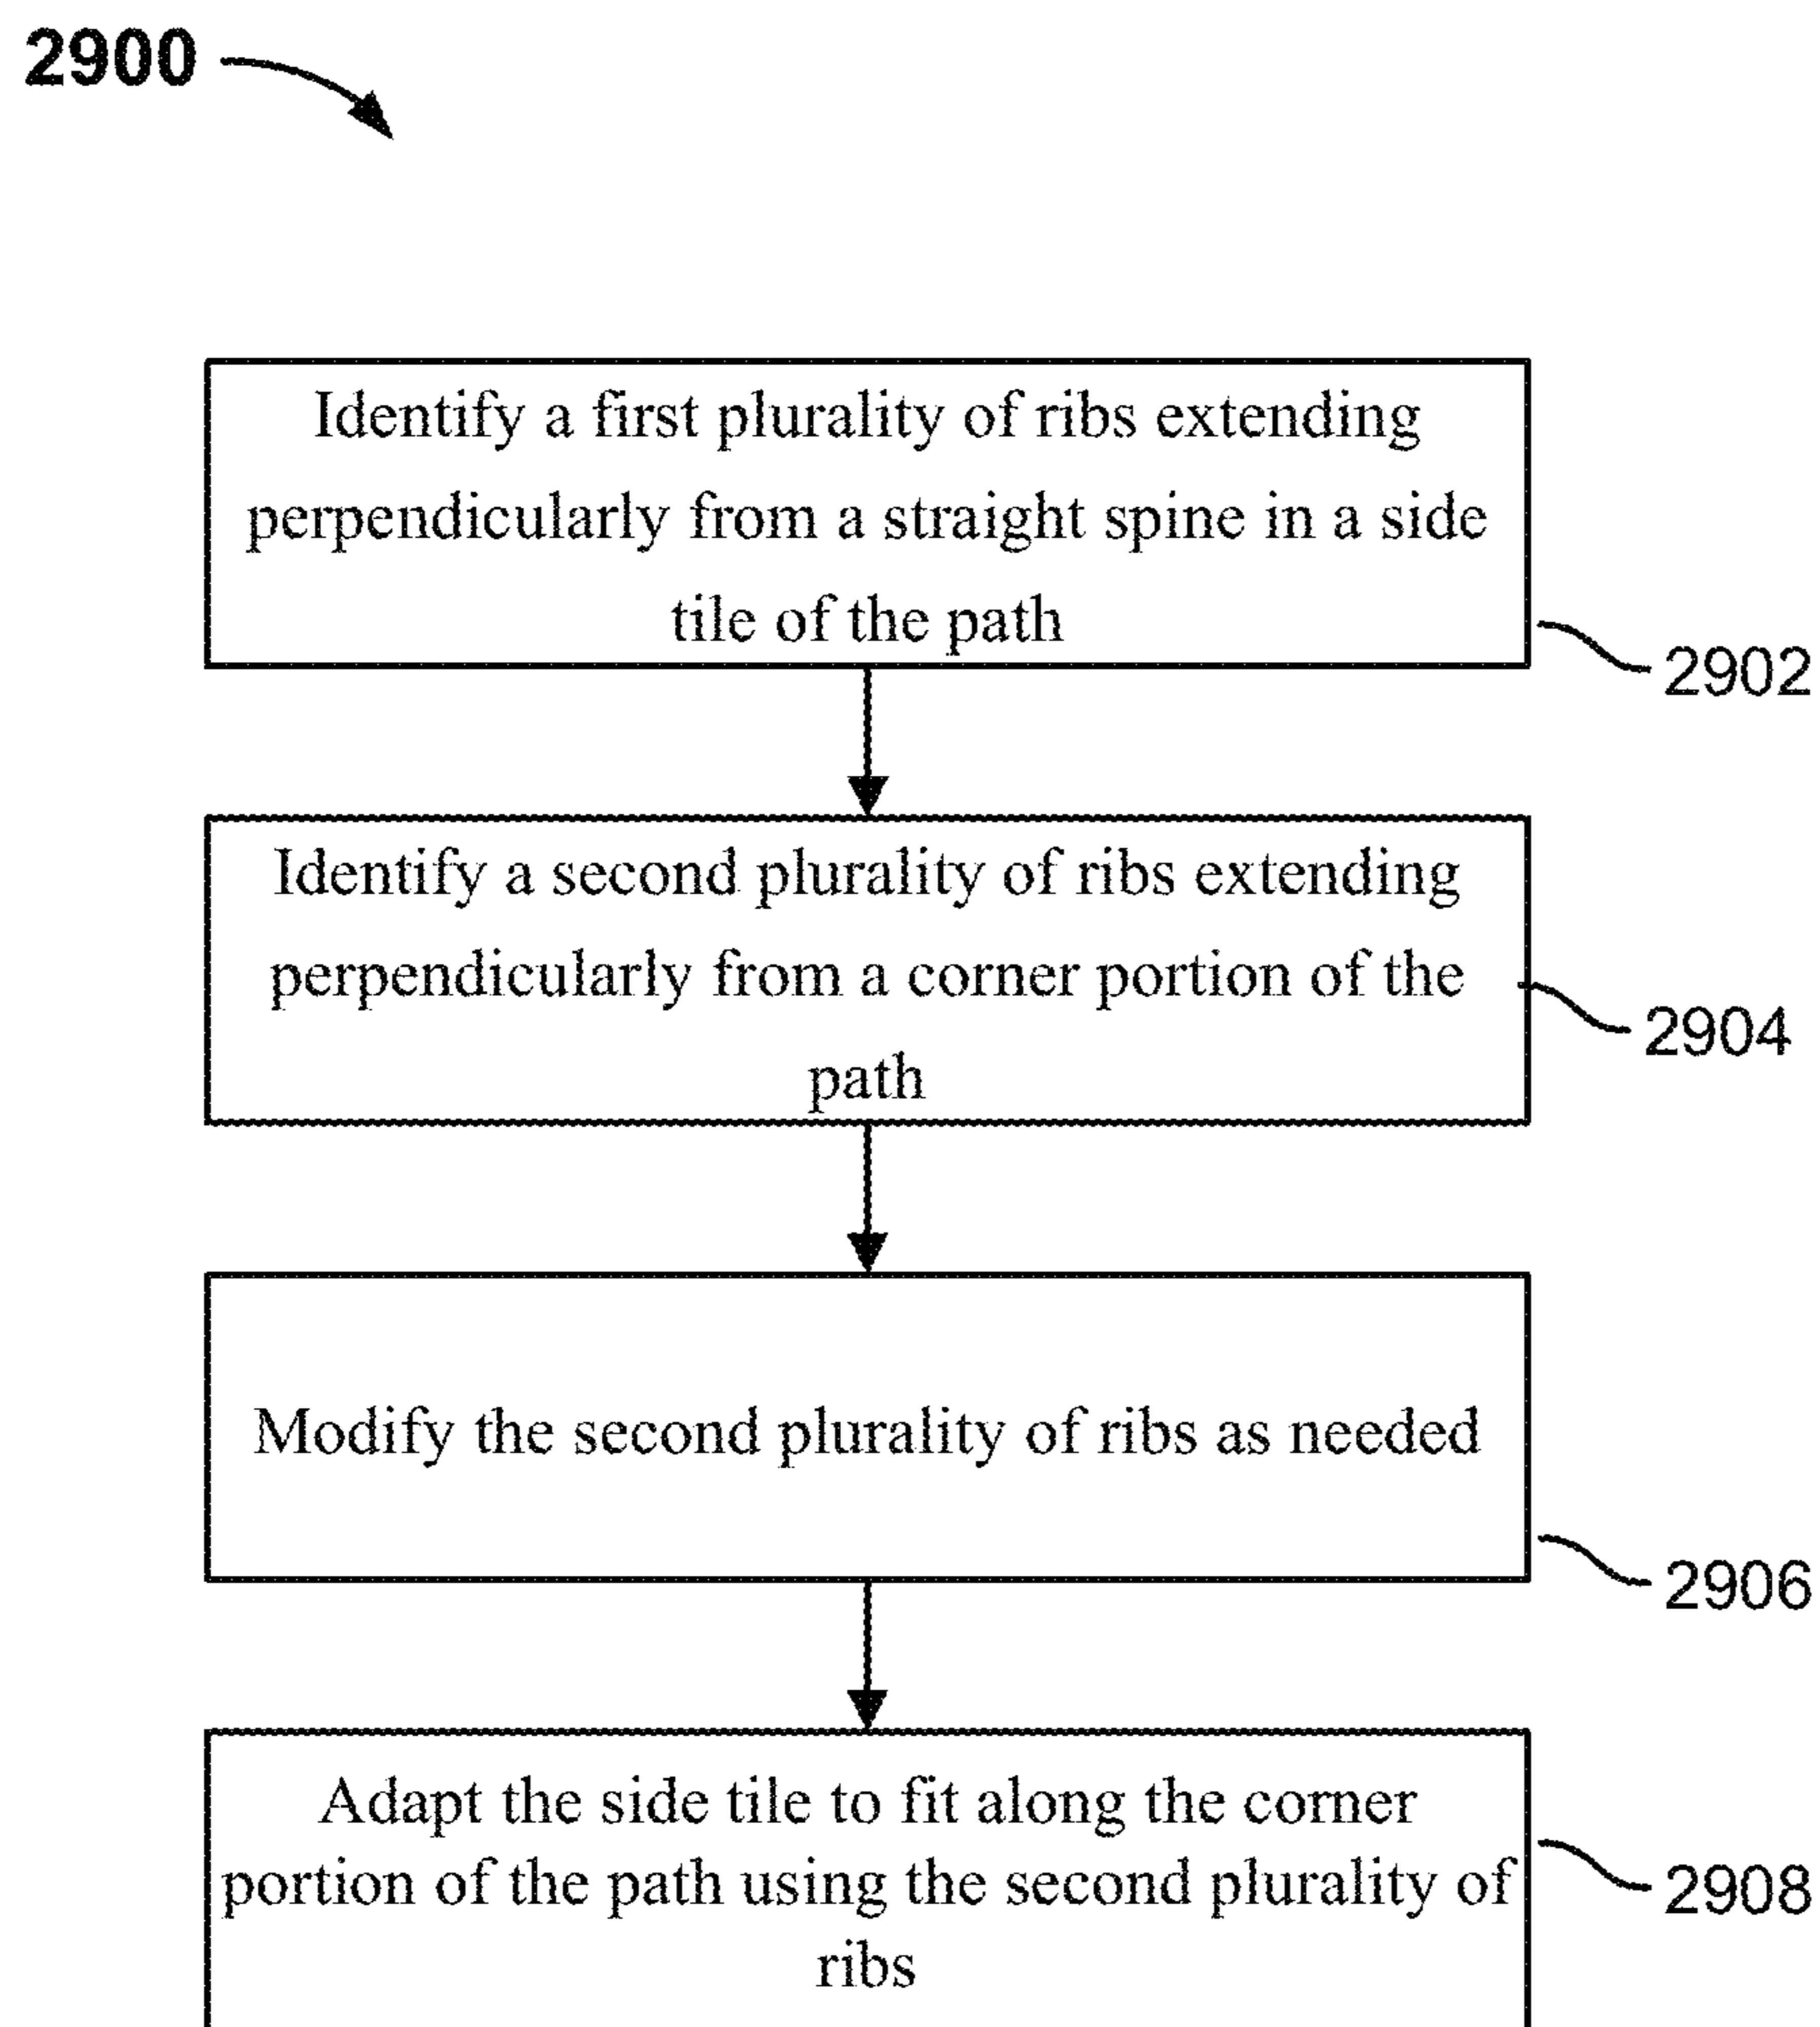 2900
Identify a first plurality of ribs extending
perpendicularly from a straight spine in a side
tile of the path
2902
Identify a second plurality of ribs extending
perpendicularly from a corner portion of the
path
2904
Modify the second plurality of ribs as needed
2906
Adapt the side tile to fit along the corner
portion of the path using the second plurality of
ribs
2908